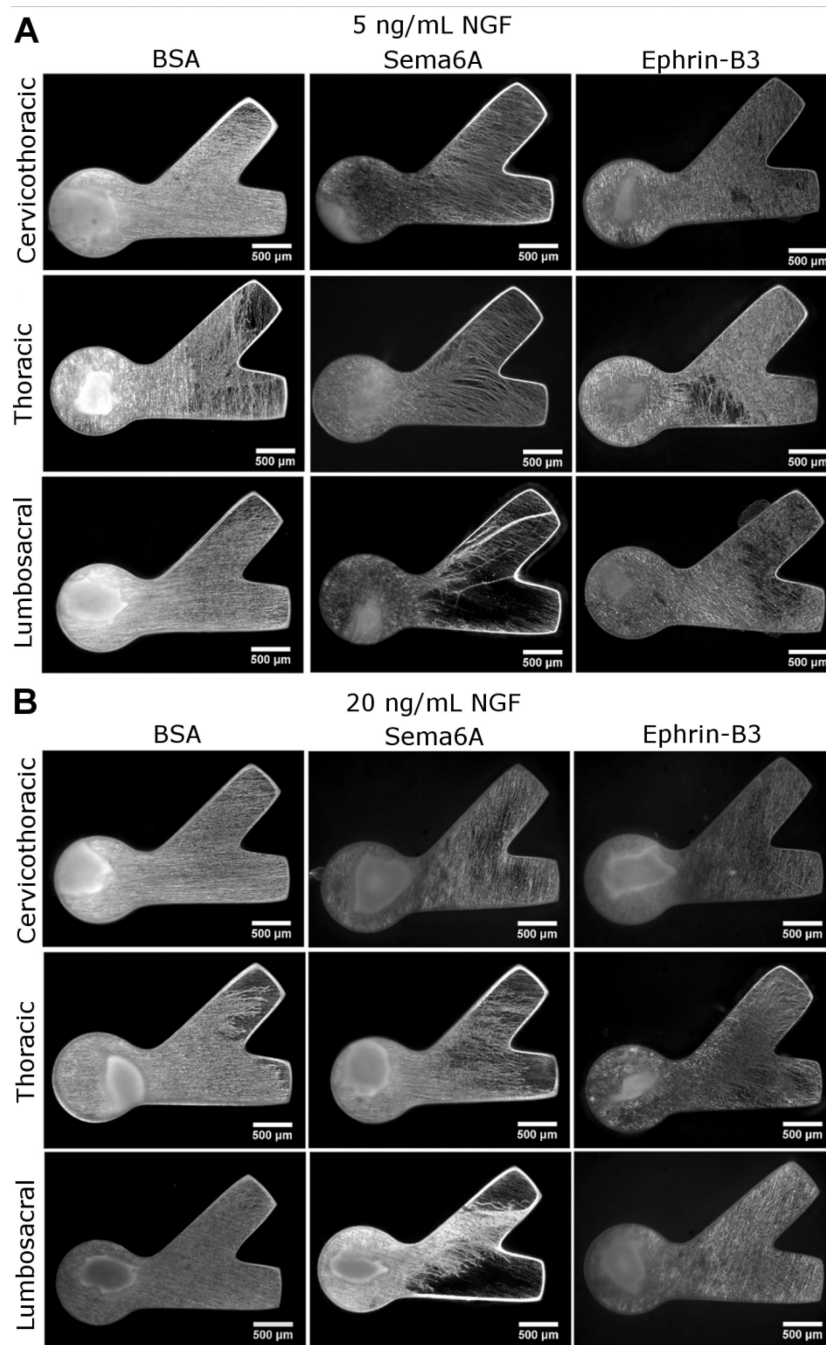 A
5 ng/mL NGF
BSA
Sema6A
Ephrin-B3
Cervicothoracic
500 µm
500 µm
500 µm
Thoracic
500 µm
500 µm
500 µm
Lumbosacral
500 µm
500 µm
500 µm
B
20 ng/mL NGF
BSA
Sema6A
Ephrin-B3
Cervicothoracic
500 µm
500 µm
500 µm
Thoracic
500 µm
500 µm
500 µm
Lumbosacral
500 µm
500 µm
500 µm